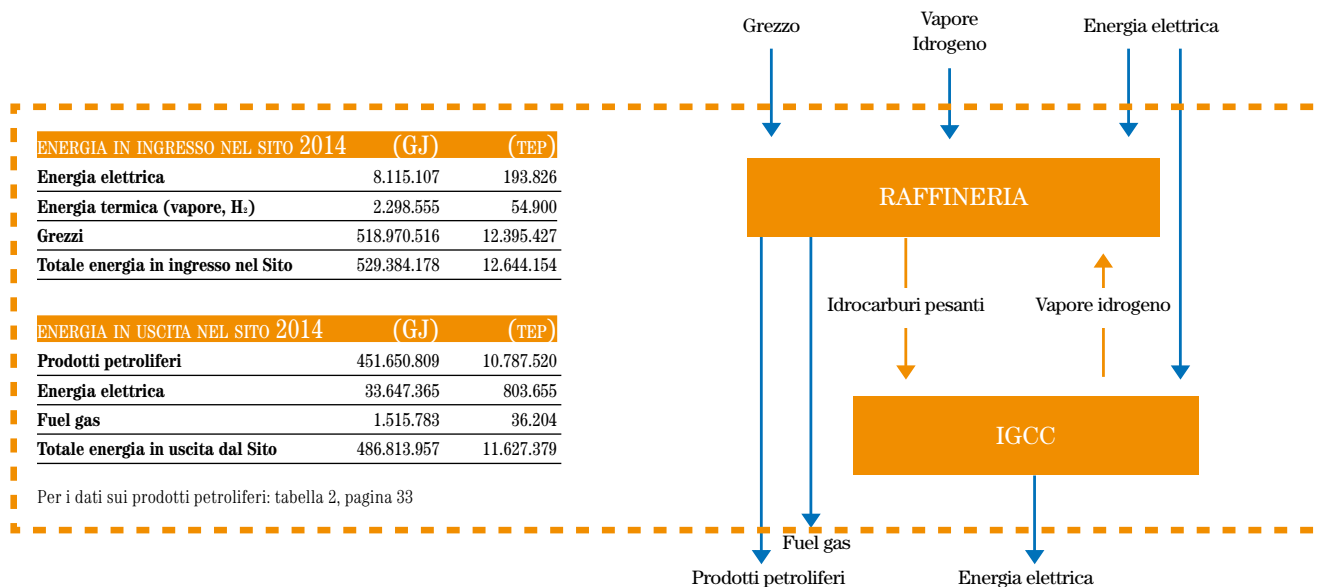 Grezzo
Vapore
Idrogeno
Energia elettrica
ENERGIA IN INGRESSO NEL SITO 2014 (GJ) (TEP)
Energia elettrica 8.115.107 193.826
Energia termica (vapore, H₂) 2.298.555 54.900
Grezzi 518.970.516 12.395.427
Totale energia in ingresso nel Sito 529.384.178 12.644.154
ENERGIA IN USCITA NEL SITO 2014 (GJ) (TEP)
Prodotti petroliferi 451.650.809 10.787.520
Energia elettrica 33.647.365 803.655
Fuel gas 1.515.783 36.204
Totale energia in uscita dal Sito 486.813.957 11.627.379
Per i dati sui prodotti petroliferi: tabella 2, pagina 33
RAFFINERIA
Idrocarburi pesanti
Vapore idrogeno
IGCC
Fuel gas
Prodotti petroliferi
Energia elettrica